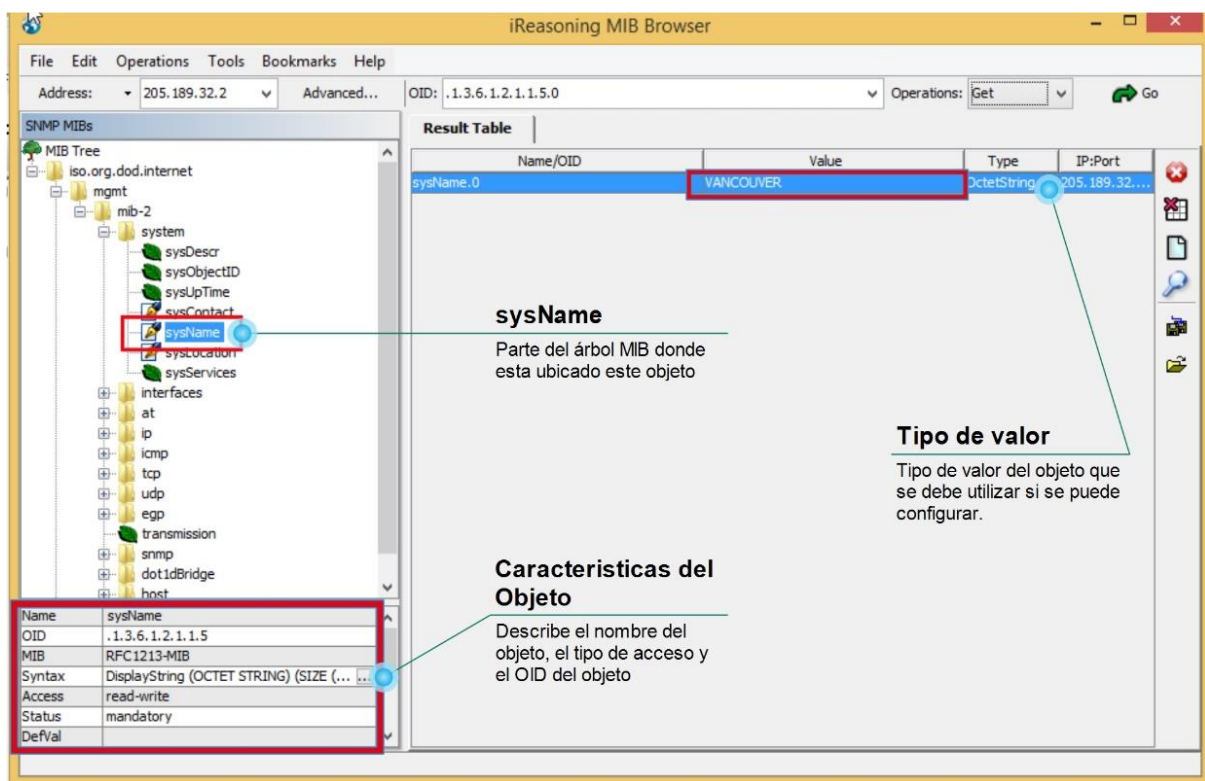 iReasoning MIB Browser
File Edit Operations Tools Bookmarks Help
Address: 205.189.32.2 Advanced... OID: .1.3.6.1.2.1.1.5.0 Operations: Get Go
SNMP MIBs
MIB Tree
iso.org.dod.internet
mgmt
mib-2
system
sysDescr
sysObjectID
sysUpTime
sysContact
sysName
sysLocation
sysServices
interfaces
at
ip
icmp
tcp
udp
egp
transmission
snmp
dot1dBridge
host
Name sysName
OID .1.3.6.1.2.1.1.5
MIB RFC1213-MIB
Syntax DisplayString (OCTET STRING) (SIZE (... ...
Access read-write
Status mandatory
DefVal
Result Table
Name/OID Value Type IP:Port
sysName.0 VANCOUVER OctetString 205.189.32....
sysName
Parte del árbol MIB donde
esta ubicado este objeto
Tipo de valor
Tipo de valor del objeto que
se debe utilizar si se puede
configurar.
Caracteristicas del
Objeto
Describe el nombre del
objeto, el tipo de acceso y
el OID del objeto